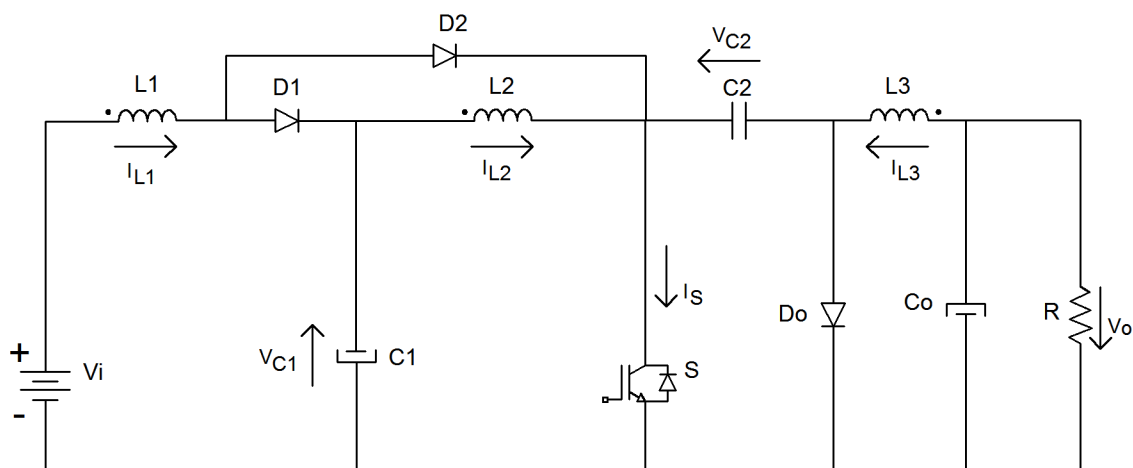 D2
VC2
L1
D1
L2
C2
L3
IL1
IL2
IL3
IS
+
Vi
-
VC1
C1
S
Do
Co
R
Vo